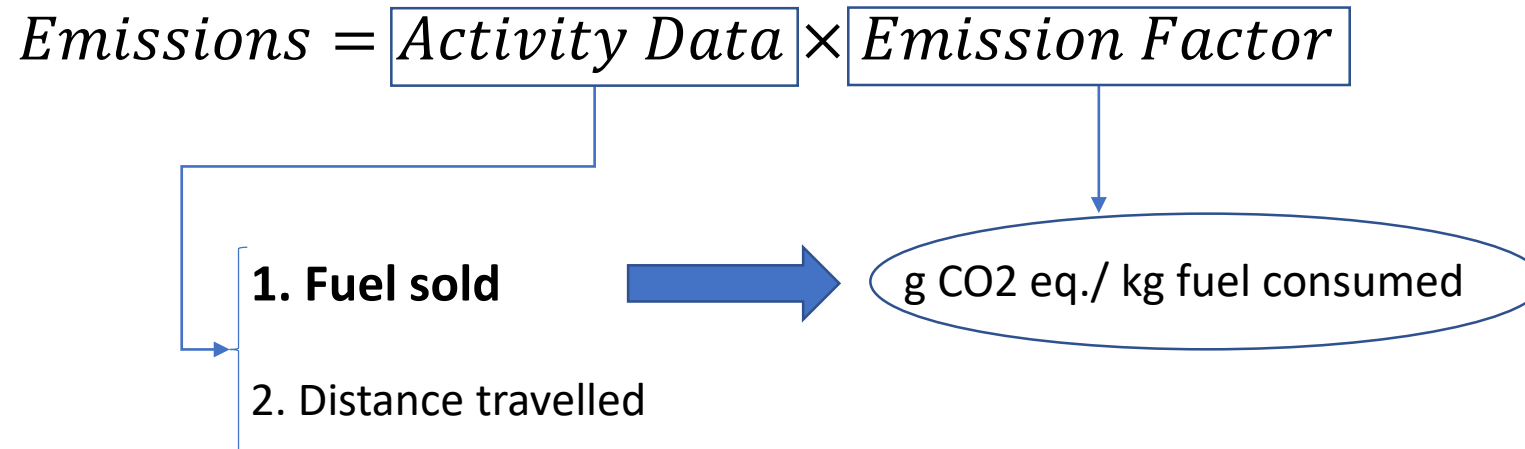 Emissions = Activity Data × Emission Factor
1. Fuel sold
g CO2 eq./ kg fuel consumed
2. Distance travelled